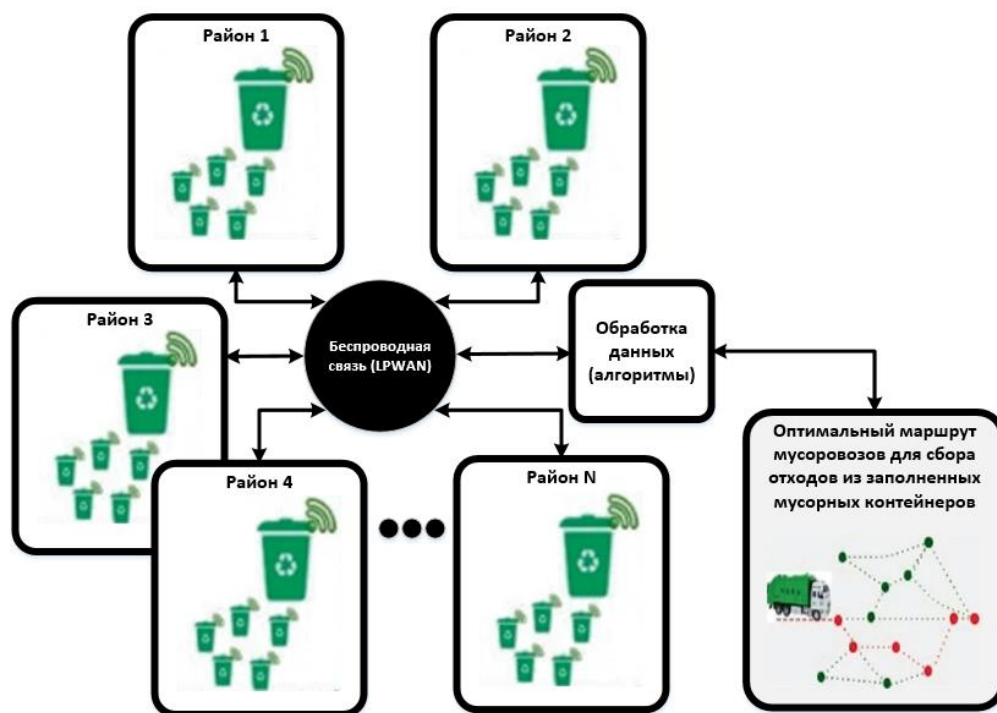 Район 1
Район 2
Район 3
Беспроводная
связь (LPWAN)
Обработка
данных
(алгоритмы)
Район 4
Район N
Оптимальный маршрут
мусоровозов для сбора
отходов из заполненных
мусорных контейнеров